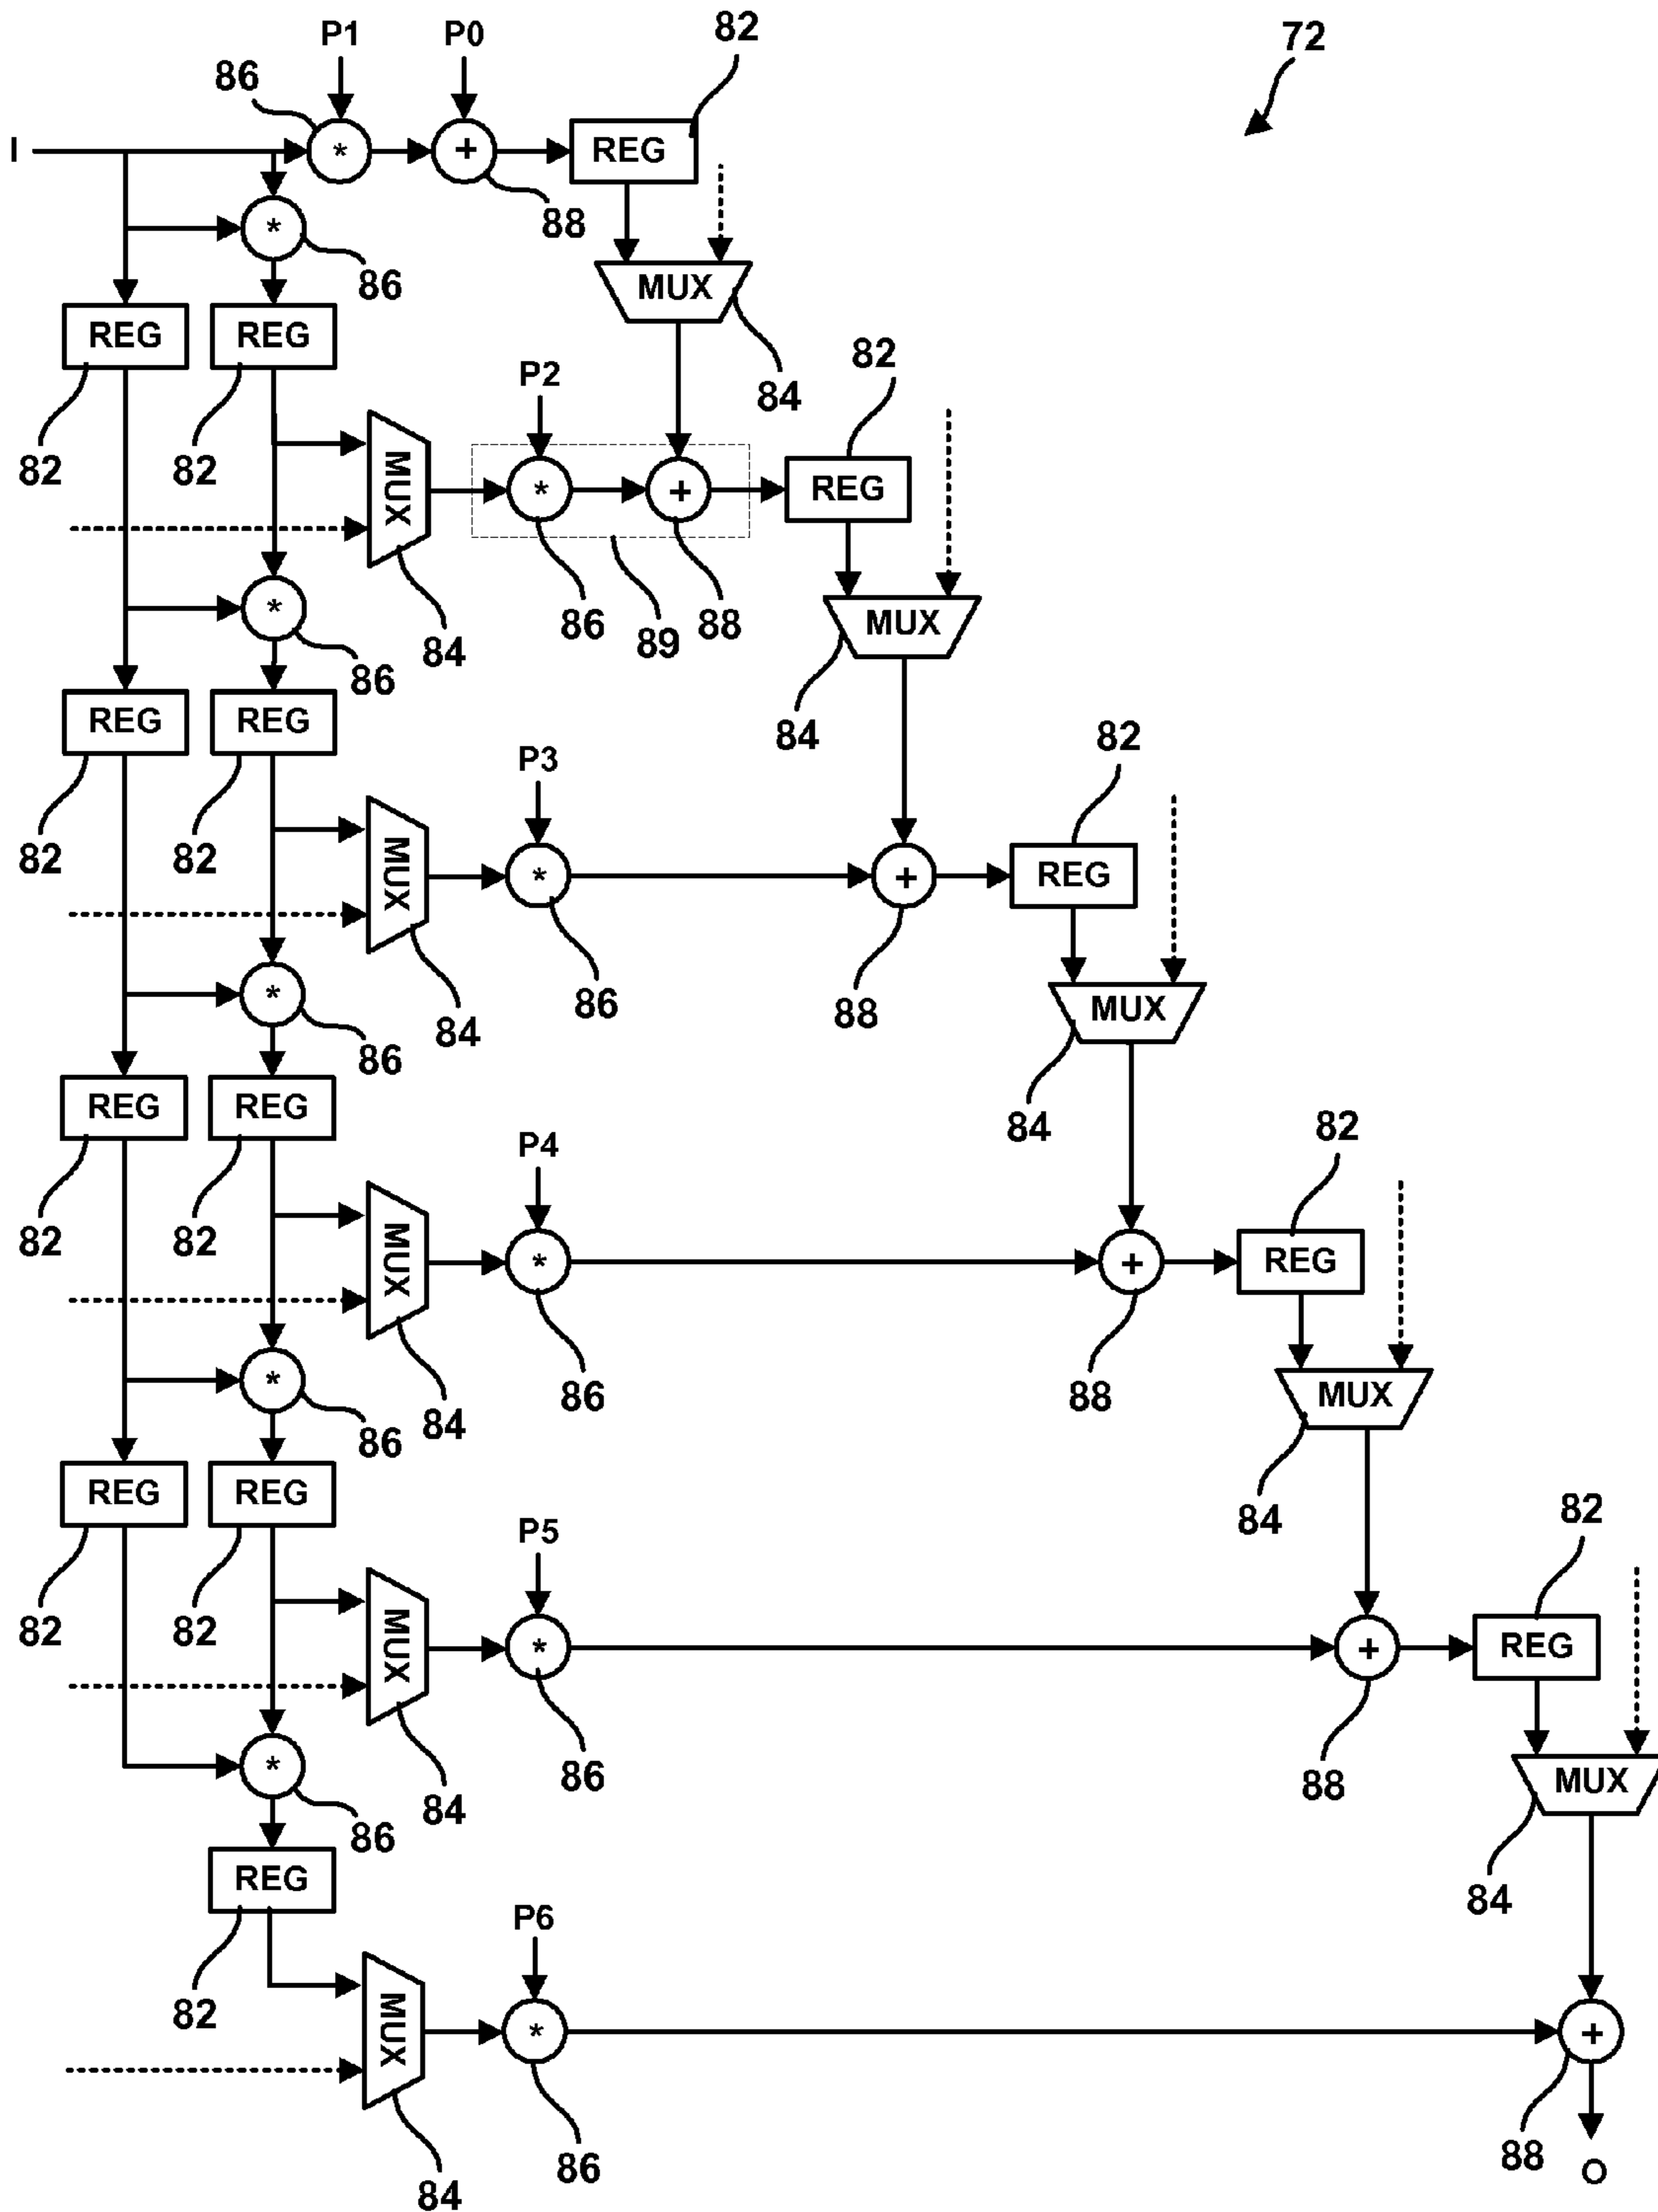 P1 P0 82 72
86
I * + REG
* 88
86 MUX
REG REG 82
P2 84
82 82 MUX * + REG
* 86 88 MUX
84 89
86
REG REG 84 82
P3
82 82 MUX * + REG
* 86 88 MUX
84
86
REG REG 84 82
P4
82 82 MUX * + REG
* 86 88 MUX
86 84
REG REG 84 82
P5
82 82 MUX * + REG
* 86 88 MUX
84
86
REG 84
P6
82 MUX * +
86 88 O
84